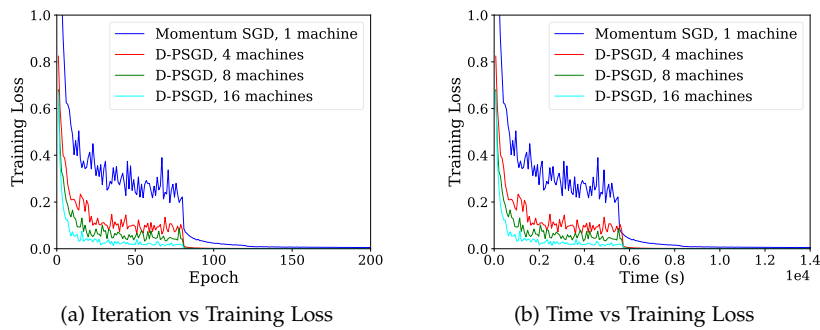 Momentum SGD, 1 machine
D-PSGD, 4 machines
D-PSGD, 8 machines
D-PSGD, 16 machines
Training Loss
1.0
0.8
0.6
0.4
0.2
0.0
0 50 100 150 200
Epoch
(a) Iteration vs Training Loss
Momentum SGD, 1 machine
D-PSGD, 4 machines
D-PSGD, 8 machines
D-PSGD, 16 machines
Training Loss
1.0
0.8
0.6
0.4
0.2
0.0
0.0 0.2 0.4 0.6 0.8 1.0 1.2 1.4
1e4
Time (s)
(b) Time vs Training Loss